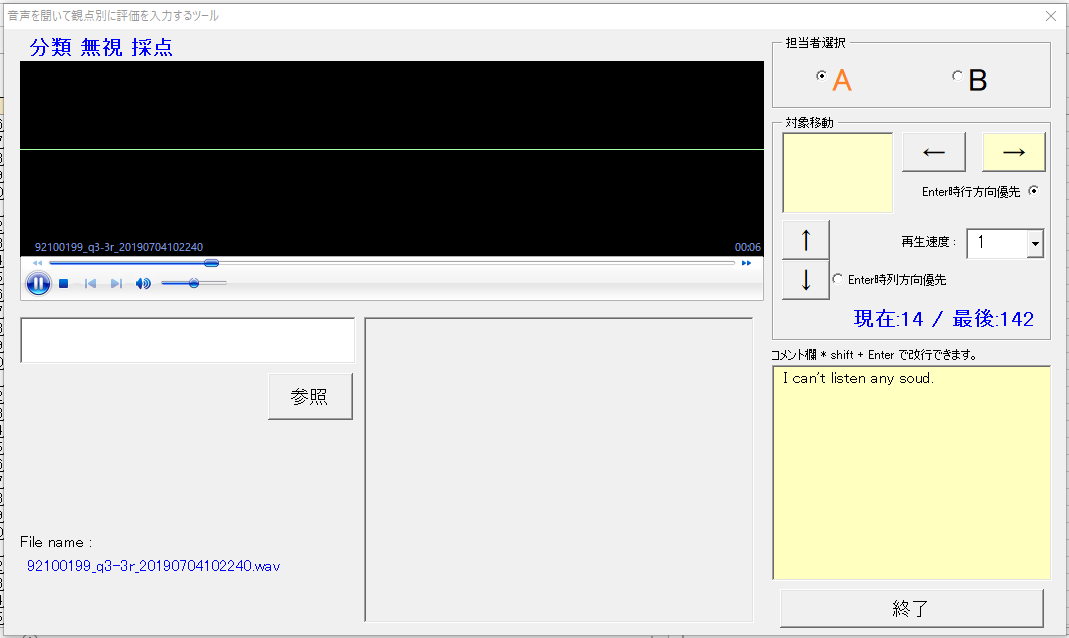 音声を聞いて観点別に評価を入力するツール
分類 無視 採点
92100199_q3-3r_20190704102240
00:06
参照
File name :
92100199_q3-3r_20190704102240.wav
担当者選択
A
B
対象移動
←
→
Enter時行方向優先
↑
再生速度 :
1
↓
Enter時列方向優先
現在:14 / 最後:142
コメント欄 * shift + Enter で改行できます。
I can't listen any soud.
終了